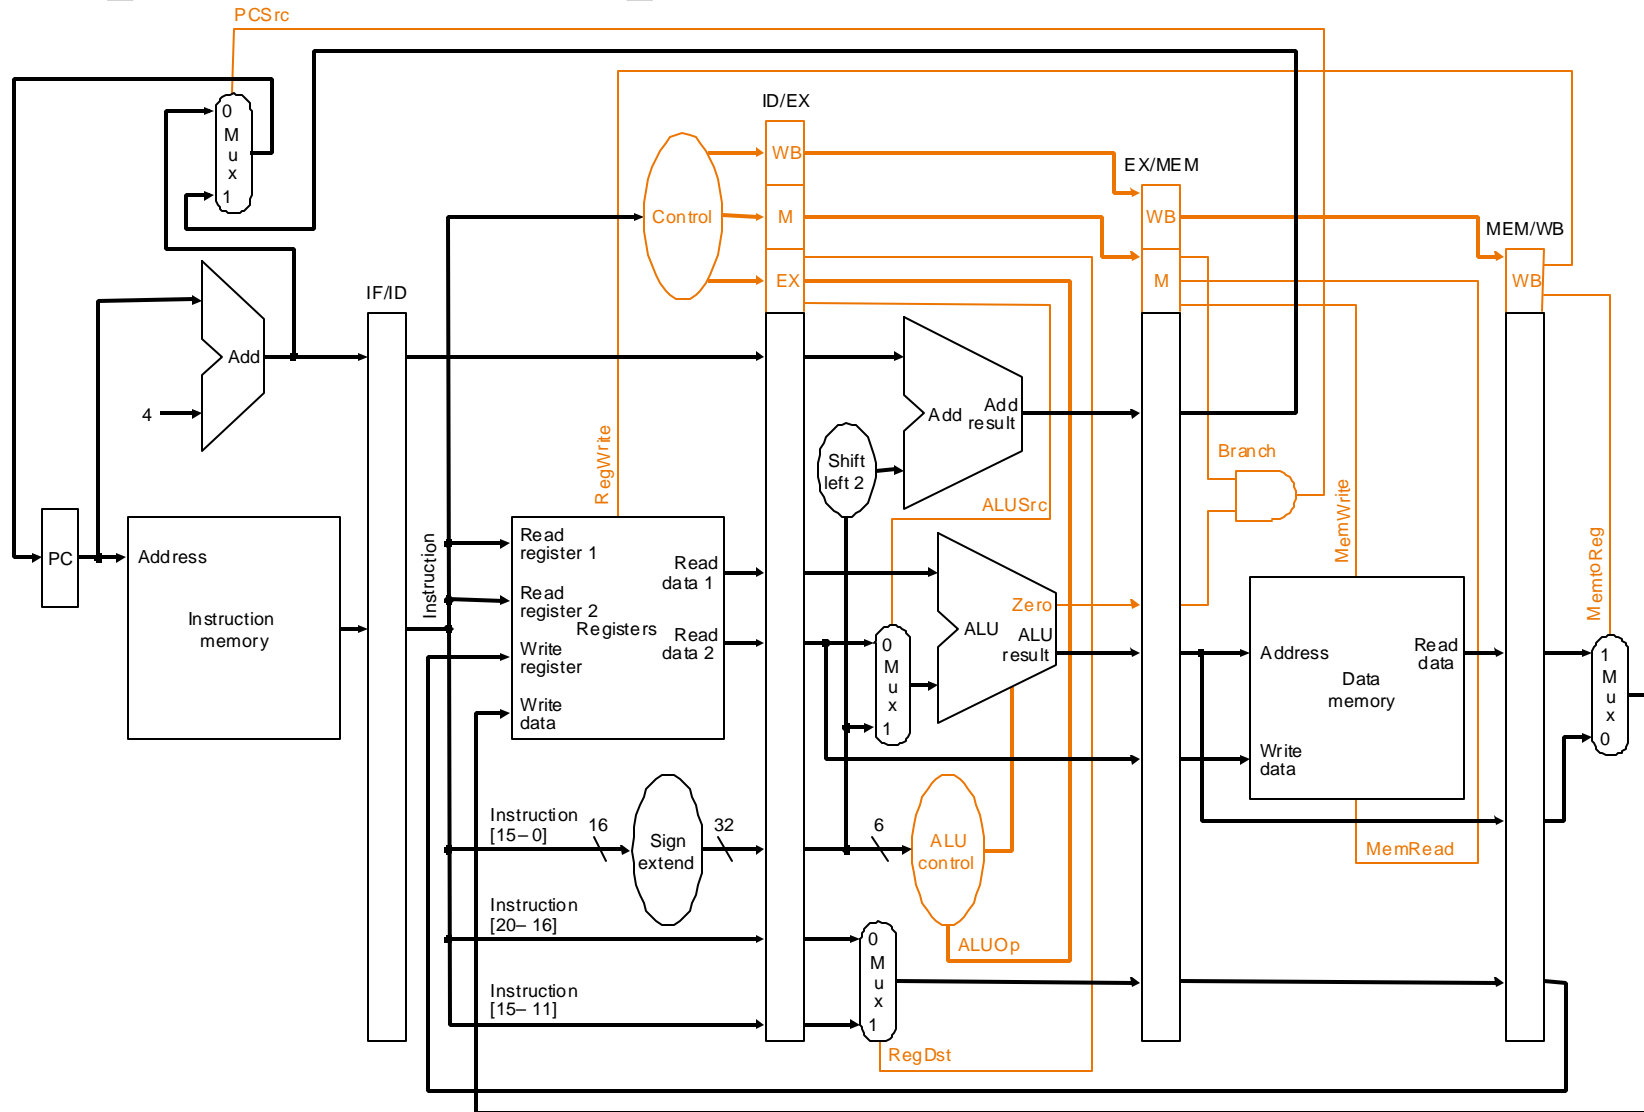 PCSrc
0
M
u
x
1
ID/EX
WB
M
EX
Control
EX/MEM
WB
M
MEM/WB
WB
IF/ID
Add
4
Add
Add
result
Shift
left 2
RegWrite
ALUSrc
Branch
MemWrite
MemtoReg
PC
Address
Instruction
memory
Instruction
Read
register 1
Read
register 2
Registers
Write
register
Write
data
Read
data 1
Read
data 2
0
M
u
x
1
Zero
ALU
ALU
result
Address
Read
data
Data
memory
Write
data
1
M
u
x
0
Instruction
[15–0]
16
Sign
extend
32
6
ALU
control
MemRead
Instruction
[20–16]
ALUOp
0
M
u
x
1
Instruction
[15–11]
RegDst